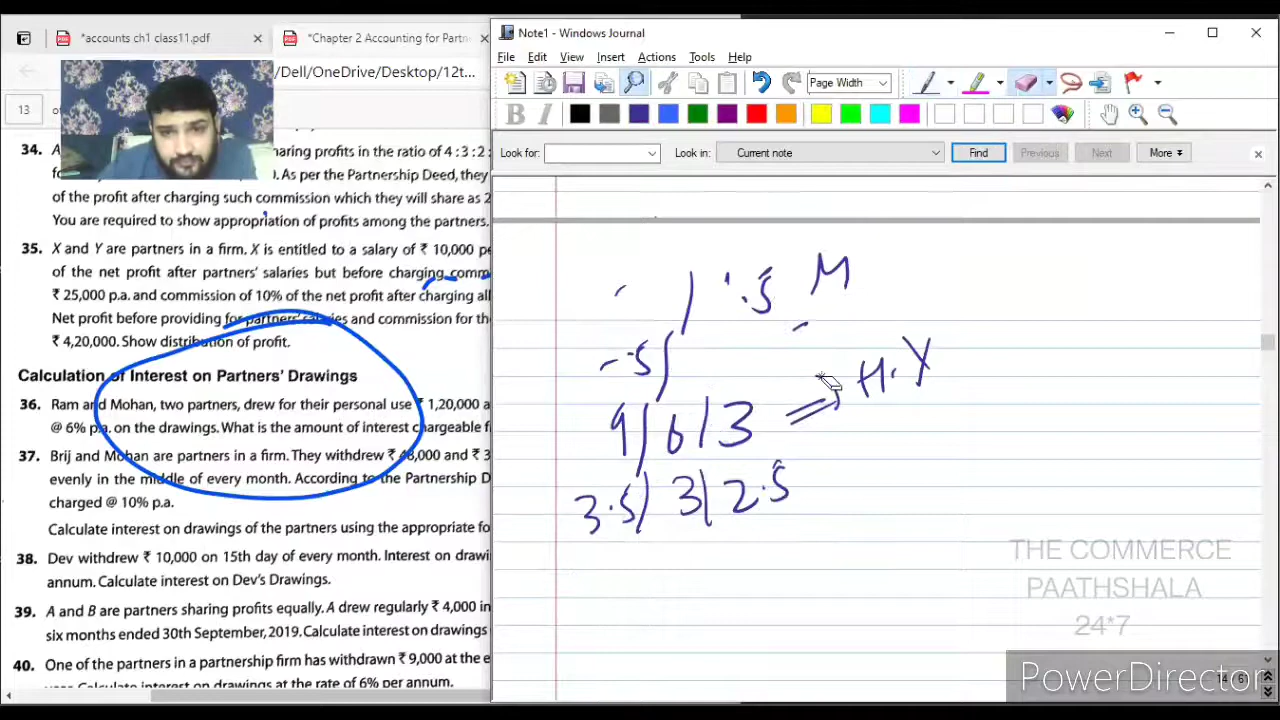 *accounts ch1 class11.pdf
*Chapter 2 Accounting for Partn
Note1 - Windows Journal
File Edit View Insert Actions Tools Help
/Dell/OneDrive/Desktop/12t...
Page Width
13
B I
Look for: Look in: Current note Find Previous Next More
34. A
haring profits in the ratio of 4 : 3 : 2 :
As per the Partnership Deed, they
of the profit after charging such commission which they will share as 2
You are required to show appropriation of profits among the partners.
35. X and Y are partners in a firm. X is entitled to a salary of ₹ 10,000 pe
of the net profit after partners' salaries but before charging comm
₹ 25,000 p.a. and commission of 10% of the net profit after charging all
Net profit before providing for partners' salaries and commission for the
₹ 4,20,000. Show distribution of profit.
Calculation of Interest on Partners' Drawings
36. Ram and Mohan, two partners, drew for their personal use ₹ 1,20,000 a
@ 6% p.a. on the drawings. What is the amount of interest chargeable f
37. Brij and Mohan are partners in a firm. They withdrew ₹ 48,000 and ₹ 3
evenly in the middle of every month. According to the Partnership D
charged @ 10% p.a.
Calculate interest on drawings of the partners using the appropriate fo
38. Dev withdrew ₹ 10,000 on 15th day of every month. Interest on drawi
annum. Calculate interest on Dev's Drawings.
39. A and B are partners sharing profits equally. A drew regularly ₹ 4,000 in
six months ended 30th September, 2019. Calculate interest on drawings
40. One of the partners in a partnership firm has withdrawn ₹ 9,000 at the e
year. Calculate interest on drawings at the rate of 6% per annum.
.5 M
.5
9/6/3 ⇒ H.Y
3.5/3/2.5
THE COMMERCE
PAATHSHALA
24*7
PowerDirector